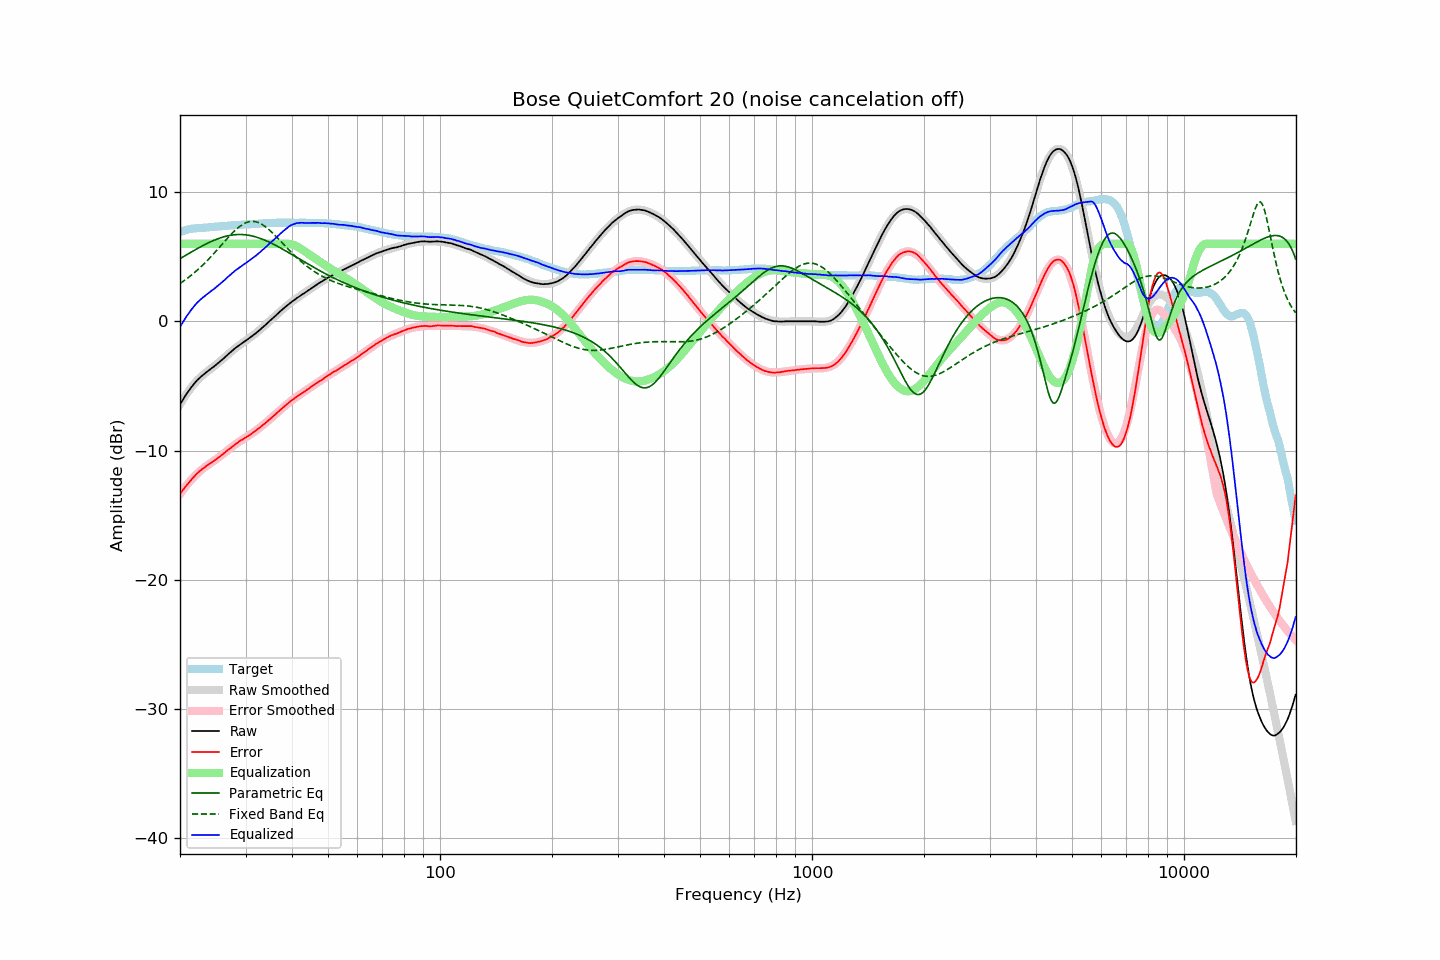 Bose QuietComfort 20 (noise cancelation off)
Amplitude (dBr)
10
0
−10
−20
−30
−40
Target
Raw Smoothed
Error Smoothed
Raw
Error
Equalization
Parametric Eq
Fixed Band Eq
Equalized
100
1000
10000
Frequency (Hz)